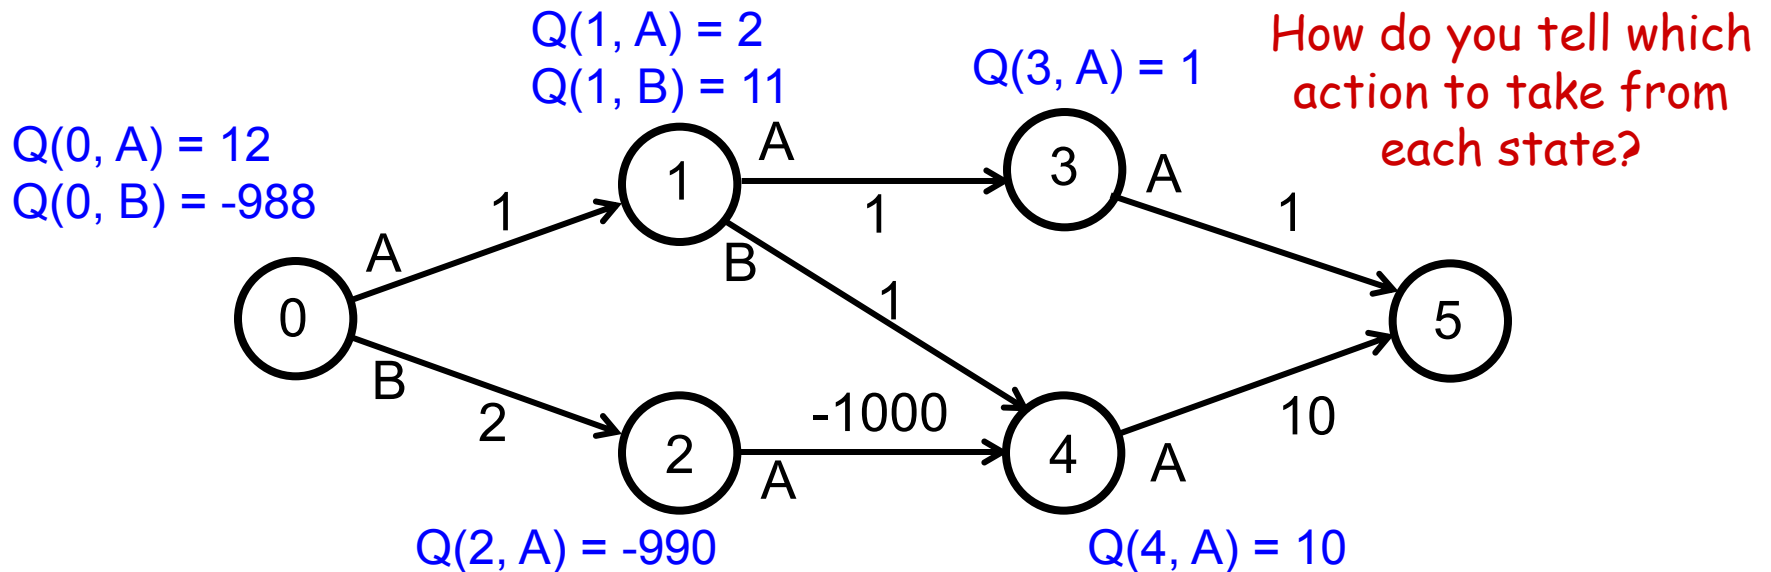 Q(1, A) = 2
Q(1, B) = 11
Q(3, A) = 1
How do you tell which
action to take from
each state?
Q(0, A) = 12
Q(0, B) = -988
0
A
1
B
2
1
A
1
B
1
2
A
-1000
3
A
1
4
A
10
5
Q(2, A) = -990
Q(4, A) = 10